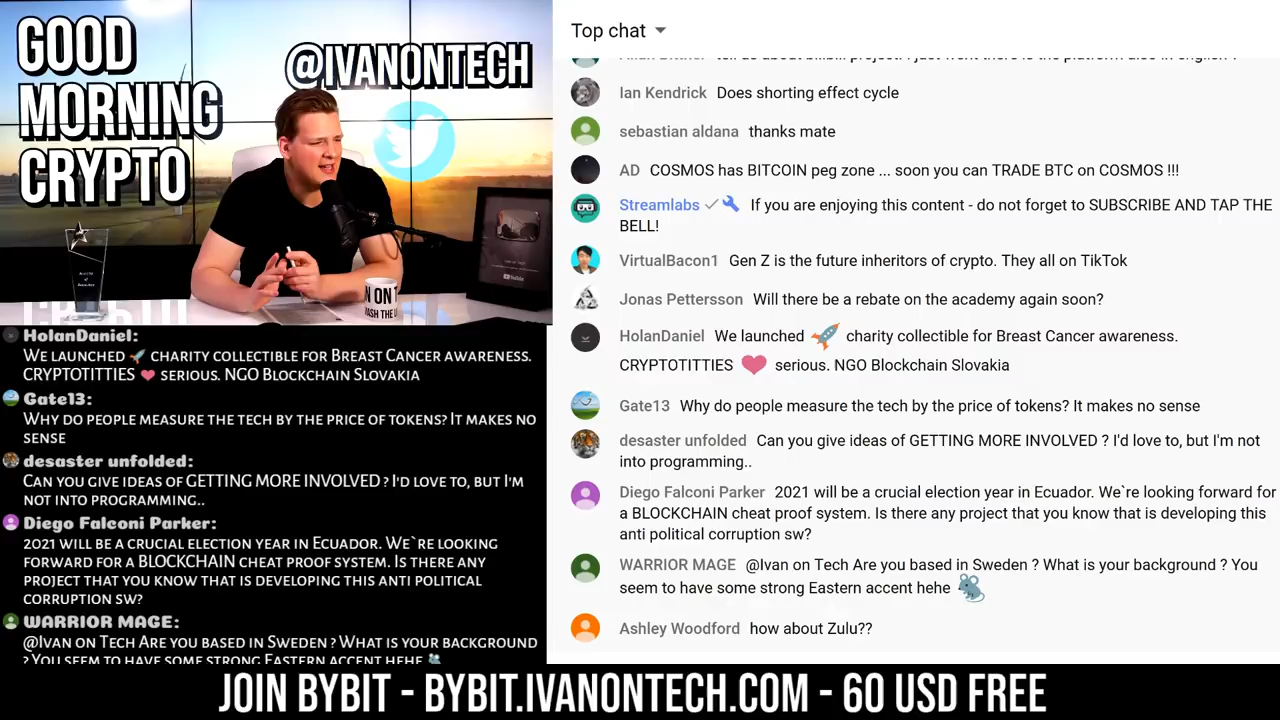 GOOD
MORNING
CRYPTO
@IVANONTECH
YouTube
HolanDaniel:
We launched 🚀 charity collectible for Breast Cancer awareness.
CRYPTOTITTIES ❤ serious. NGO Blockchain Slovakia
Gate13:
Why do people measure the tech by the price of tokens? It makes no
sense
desaster unfolded:
Can you give ideas of GETTING MORE INVOLVED ? I'd love to, but I'm
not into programming..
Diego Falconi Parker:
2021 will be a crucial election year in Ecuador. We`re looking
forward for a BLOCKCHAIN cheat proof system. Is there any
project that you know that is developing this anti political
corruption sw?
WARRIOR MAGE:
@Ivan on Tech Are you based in Sweden ? What is your background
? You seem to have some strong Eastern accent hehe 🐁
Top chat
Ian Kendrick Does shorting effect cycle
sebastian aldana thanks mate
AD COSMOS has BITCOIN peg zone ... soon you can TRADE BTC on COSMOS !!!
Streamlabs If you are enjoying this content - do not forget to SUBSCRIBE AND TAP THE
BELL!
VirtualBacon1 Gen Z is the future inheritors of crypto. They all on TikTok
Jonas Pettersson Will there be a rebate on the academy again soon?
HolanDaniel We launched 🚀 charity collectible for Breast Cancer awareness.
CRYPTOTITTIES ❤ serious. NGO Blockchain Slovakia
Gate13 Why do people measure the tech by the price of tokens? It makes no sense
desaster unfolded Can you give ideas of GETTING MORE INVOLVED ? I'd love to, but I'm not
into programming..
Diego Falconi Parker 2021 will be a crucial election year in Ecuador. We`re looking forward for
a BLOCKCHAIN cheat proof system. Is there any project that you know that is developing this
anti political corruption sw?
WARRIOR MAGE @Ivan on Tech Are you based in Sweden ? What is your background ? You
seem to have some strong Eastern accent hehe 🐁
Ashley Woodford how about Zulu??
JOIN BYBIT - BYBIT.IVANONTECH.COM - 60 USD FREE